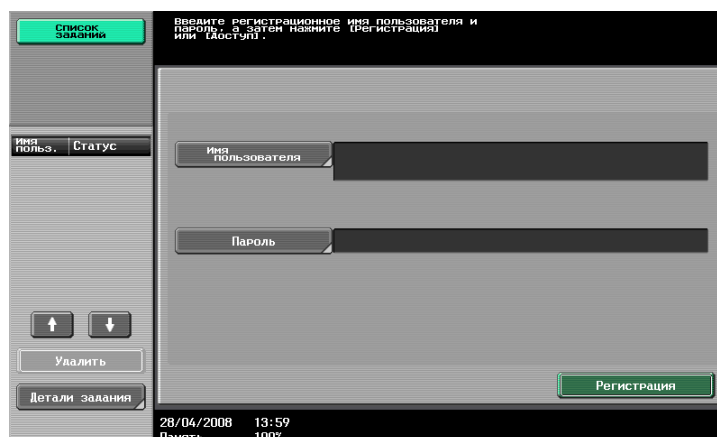 Список
заданий
Введите регистрационное имя пользователя и
пароль, а затем нажмите [Регистрация]
или [Доступ].
Имя
польз.
Статус
Имя
пользователя
Пароль
Удалить
Детали задания
Регистрация
28/04/2008 13:59
Память 100%